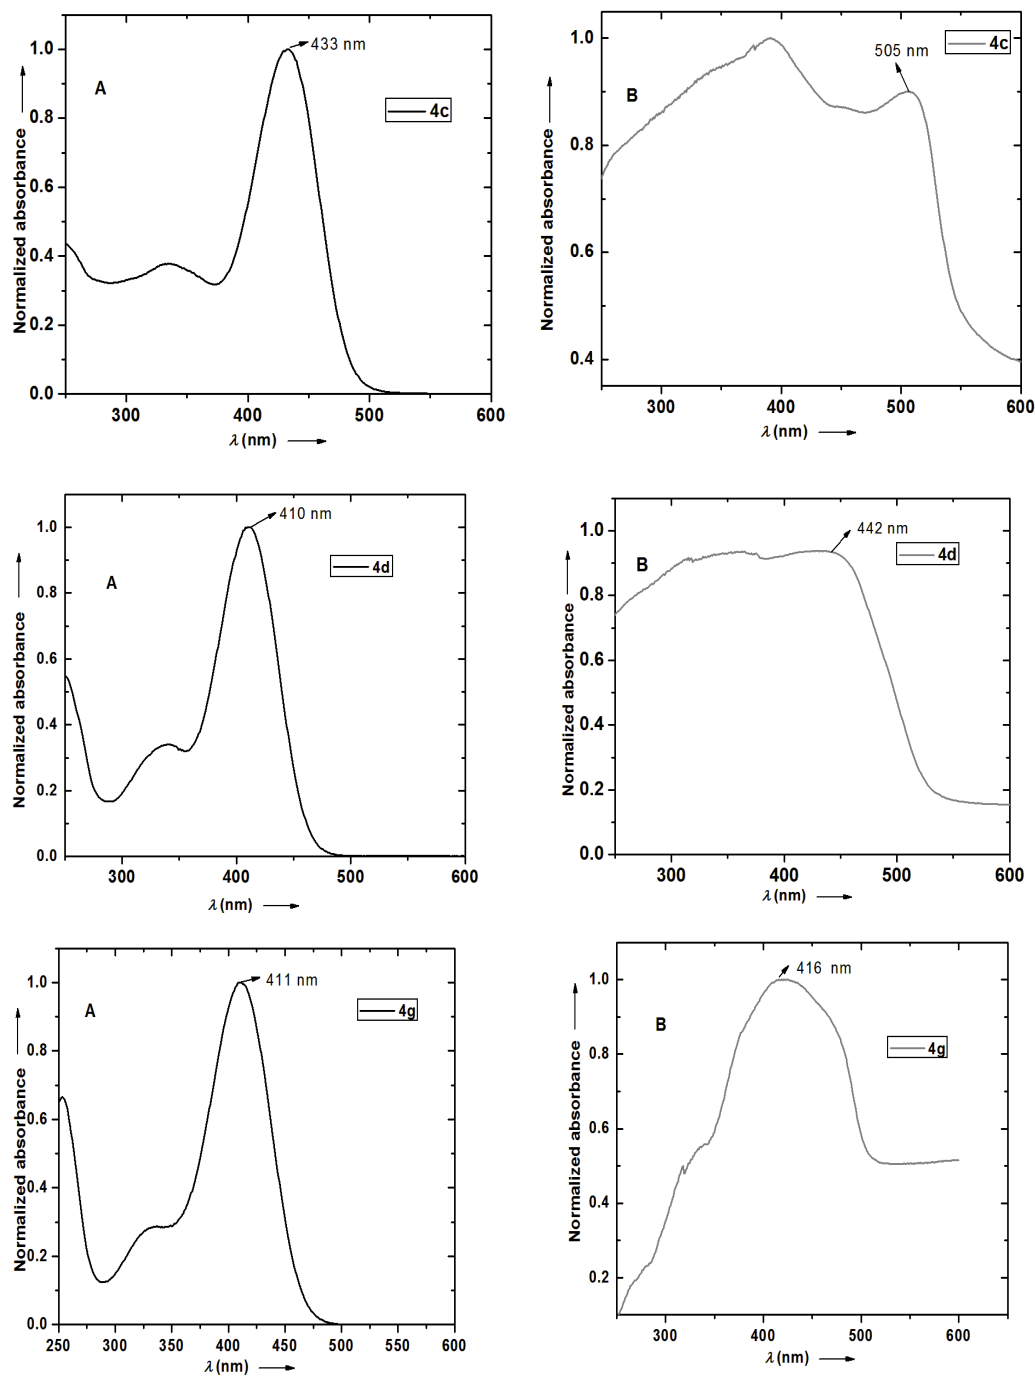 433 nm
A
4c
Normalized absorbance
1.0
0.8
0.6
0.4
0.2
0.0
300 400 500 600
λ (nm)
505 nm
B
4c
Normalized absorbance
1.0
0.8
0.6
0.4
300 400 500 600
λ (nm)
410 nm
A
4d
Normalized absorbance
1.0
0.8
0.6
0.4
0.2
0.0
300 400 500 600
λ (nm)
442 nm
B
4d
Normalized absorbance
1.0
0.8
0.6
0.4
0.2
0.0
300 400 500 600
λ (nm)
411 nm
A
4g
Normalized absorbance
1.0
0.8
0.6
0.4
0.2
0.0
250 300 350 400 450 500 550 600
λ (nm)
416 nm
B
4g
Normalized absorbance
1.0
0.8
0.6
0.4
0.2
300 400 500 600
λ (nm)